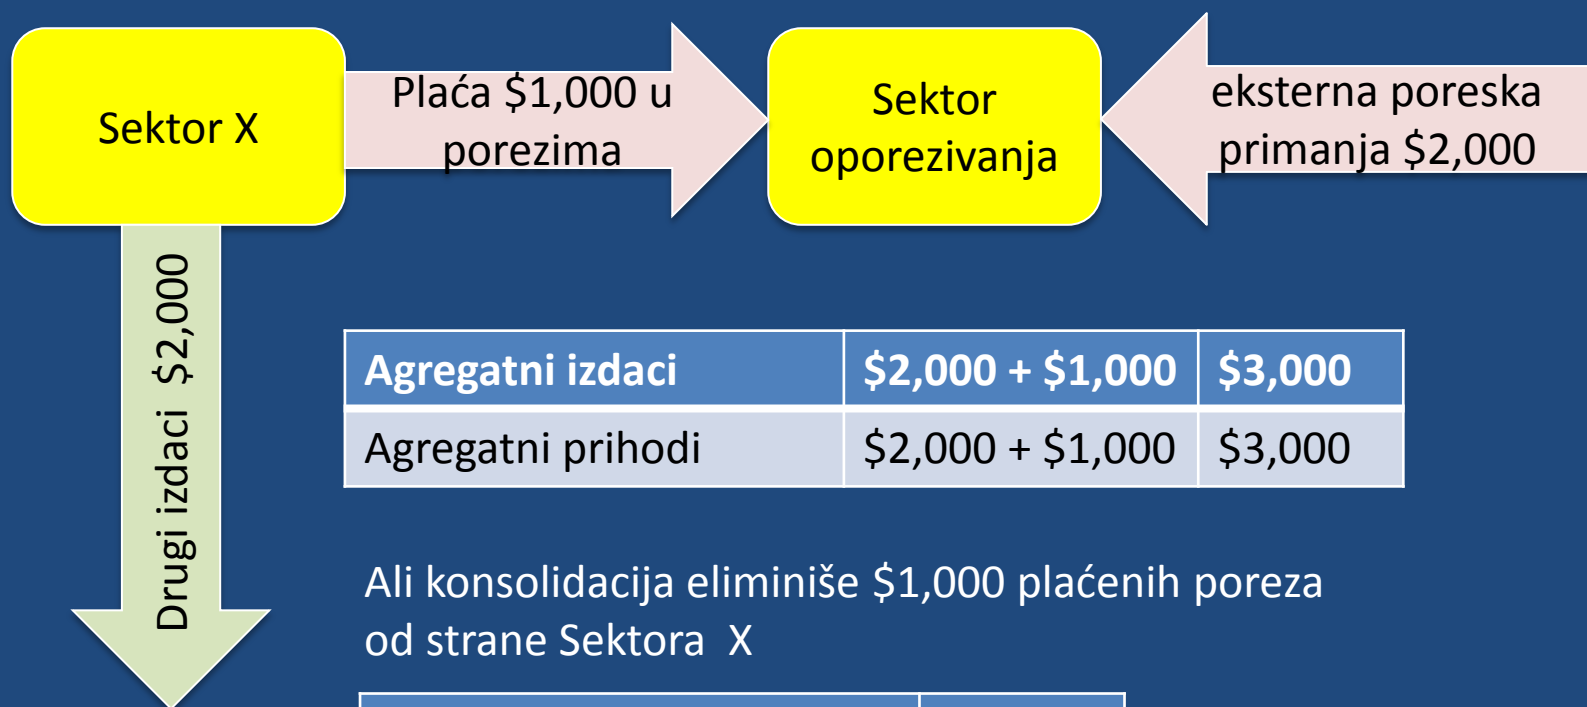 Sektor X
Plaća $1,000 u
porezima
Sektor
oporezivanja
eksterna poreska
primanja $2,000
Drugi izdaci $2,000
Agregatni izdaci $2,000 + $1,000 $3,000
Agregatni prihodi $2,000 + $1,000 $3,000
Ali konsolidacija eliminiše $1,000 plaćenih poreza
od strane Sektora X